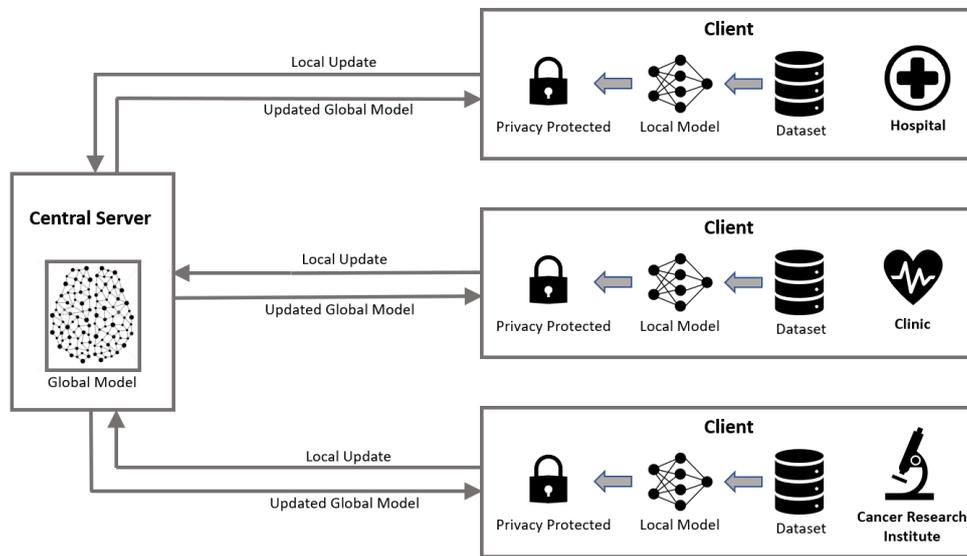 Client
Local Update
Updated Global Model
Privacy Protected
Local Model
Dataset
Hospital
Central Server
Global Model
Client
Local Update
Updated Global Model
Privacy Protected
Local Model
Dataset
Clinic
Client
Local Update
Updated Global Model
Privacy Protected
Local Model
Dataset
Cancer Research
Institute